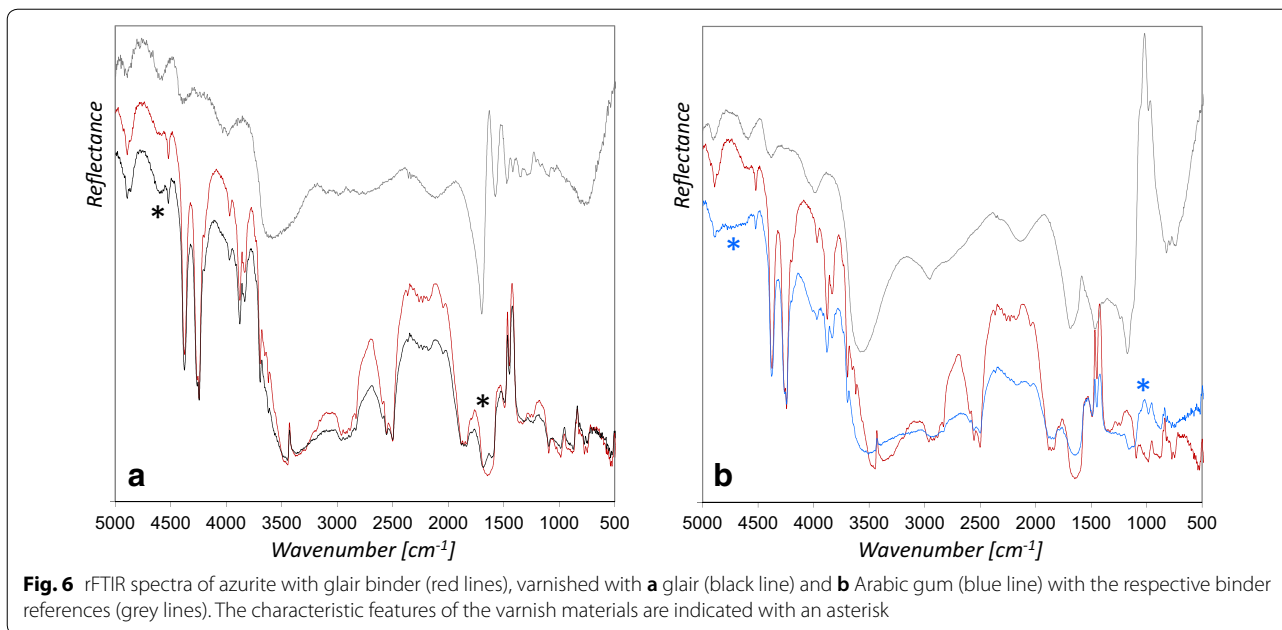 Reflectance
*
*
a
5000 4500 4000 3500 3000 2500 2000 1500 1000 500
Wavenumber [cm⁻¹]
Reflectance
*
*
b
5000 4500 4000 3500 3000 2500 2000 1500 1000 500
Wavenumber [cm⁻¹]
Fig. 6 rFTIR spectra of azurite with glair binder (red lines), varnished with a glair (black line) and b Arabic gum (blue line) with the respective binder
references (grey lines). The characteristic features of the varnish materials are indicated with an asterisk